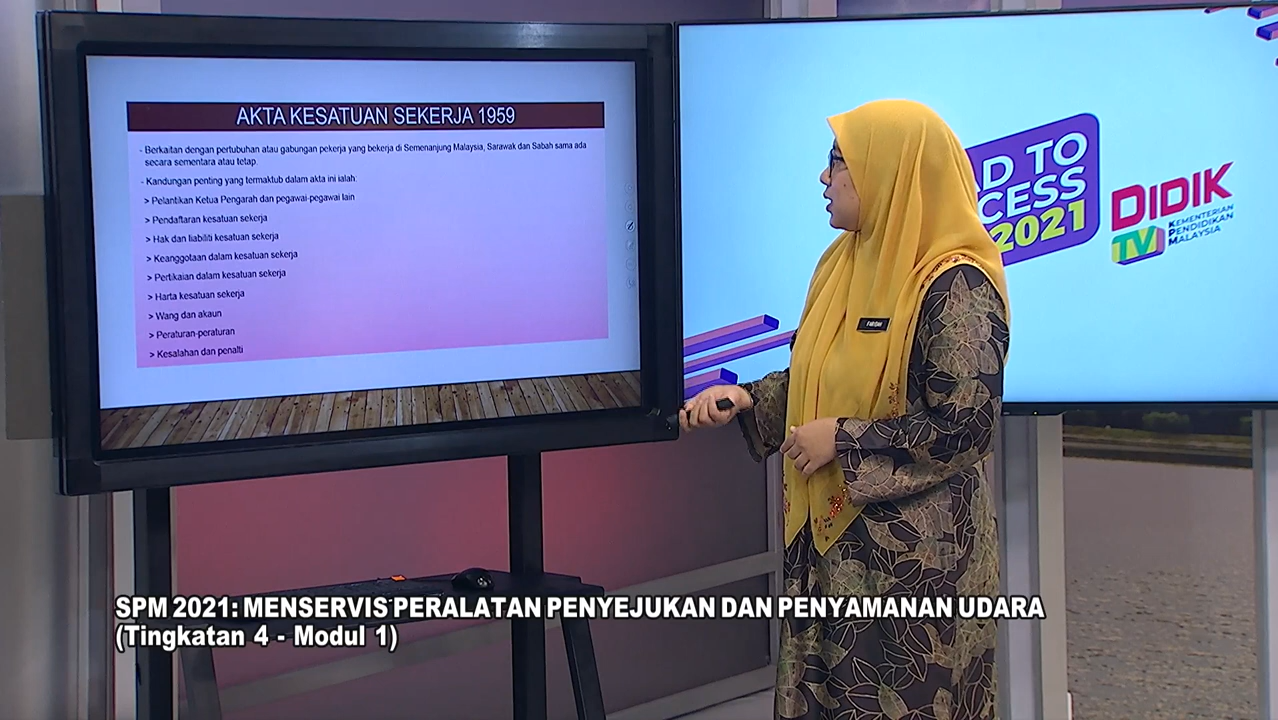 AKTA KESATUAN SEKERJA 1959
- Berkaitan dengan pertubuhan atau gabungan pekerja yang bekerja di Semenanjung Malaysia, Sarawak dan Sabah sama ada
secara sementara atau tetap.
- Kandungan penting yang termaktub dalam akta ini ialah:
> Pelantikan Ketua Pengarah dan pegawai-pegawai lain
> Pendaftaran kesatuan sekerja
> Hak dan liabiliti kesatuan sekerja
> Keanggotaan dalam kesatuan sekerja
> Pertikaian dalam kesatuan sekerja
> Harta kesatuan sekerja
> Wang dan akaun
> Peraturan-peraturan
> Kesalahan dan penalti
AD TO
CESS
2021
DIDIK
TV
KEMENTERIAN
PENDIDIKAN
MALAYSIA
SPM 2021: MENSERVIS PERALATAN PENYEJUKAN DAN PENYAMANAN UDARA
(Tingkatan 4 - Modul 1)